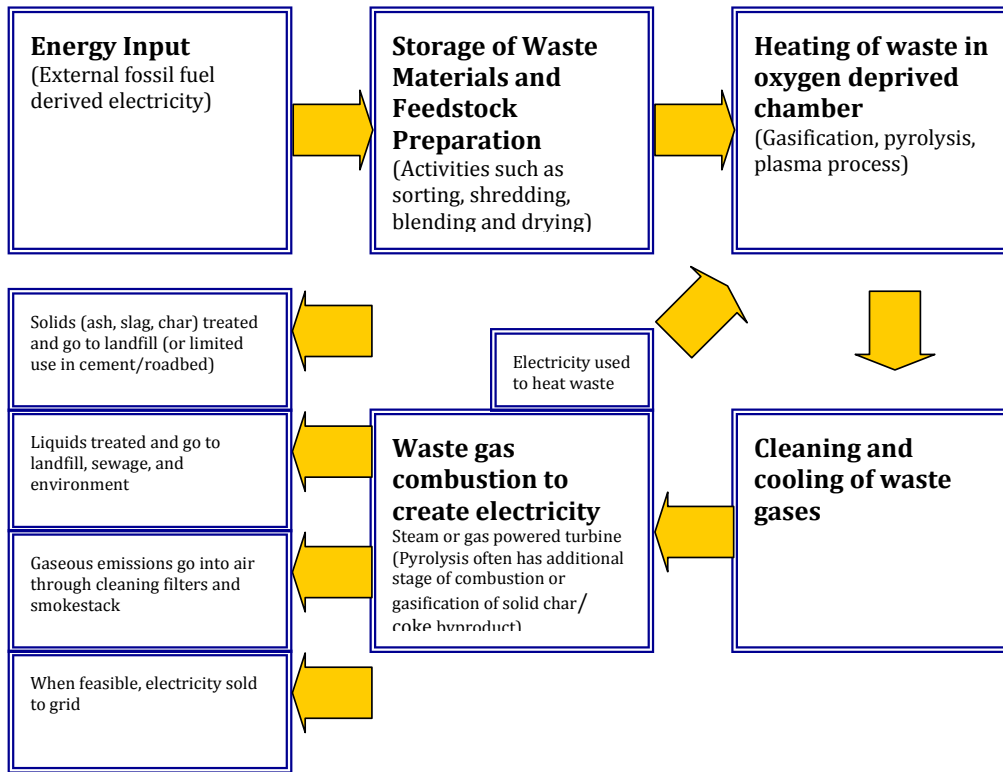 Energy Input
(External fossil fuel
derived electricity)
Storage of Waste
Materials and
Feedstock
Preparation
(Activities such as
sorting, shredding,
blending and drying)
Heating of waste in
oxygen deprived
chamber
(Gasification, pyrolysis,
plasma process)
Solids (ash, slag, char) treated
and go to landfill (or limited
use in cement/roadbed)
Electricity used
to heat waste
Liquids treated and go to
landfill, sewage, and
environment
Waste gas
combustion to
create electricity
Steam or gas powered turbine
(Pyrolysis often has additional
stage of combustion or
gasification of solid char/
coke byproduct)
Cleaning and
cooling of waste
gases
Gaseous emissions go into air
through cleaning filters and
smokestack
When feasible, electricity sold
to grid